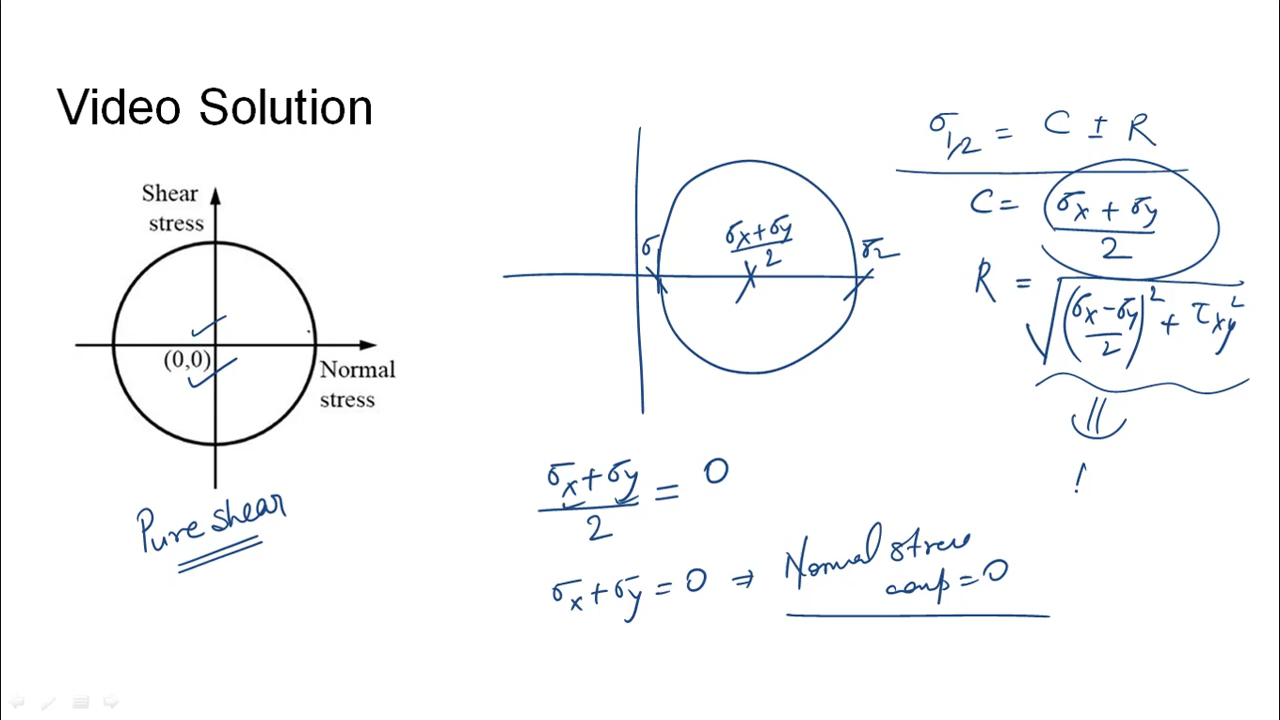 Video Solution
Shear
stress
(0,0)
Normal
stress
Pure shear
σ
σx+σy
2
σ2
σ1/2 = C ± R
C = σx + σy
2
R = √(σx-σy/2)² + τxy²
σx+σy = 0
2
σx+σy = 0 ⇒ Normal stress
comp = 0